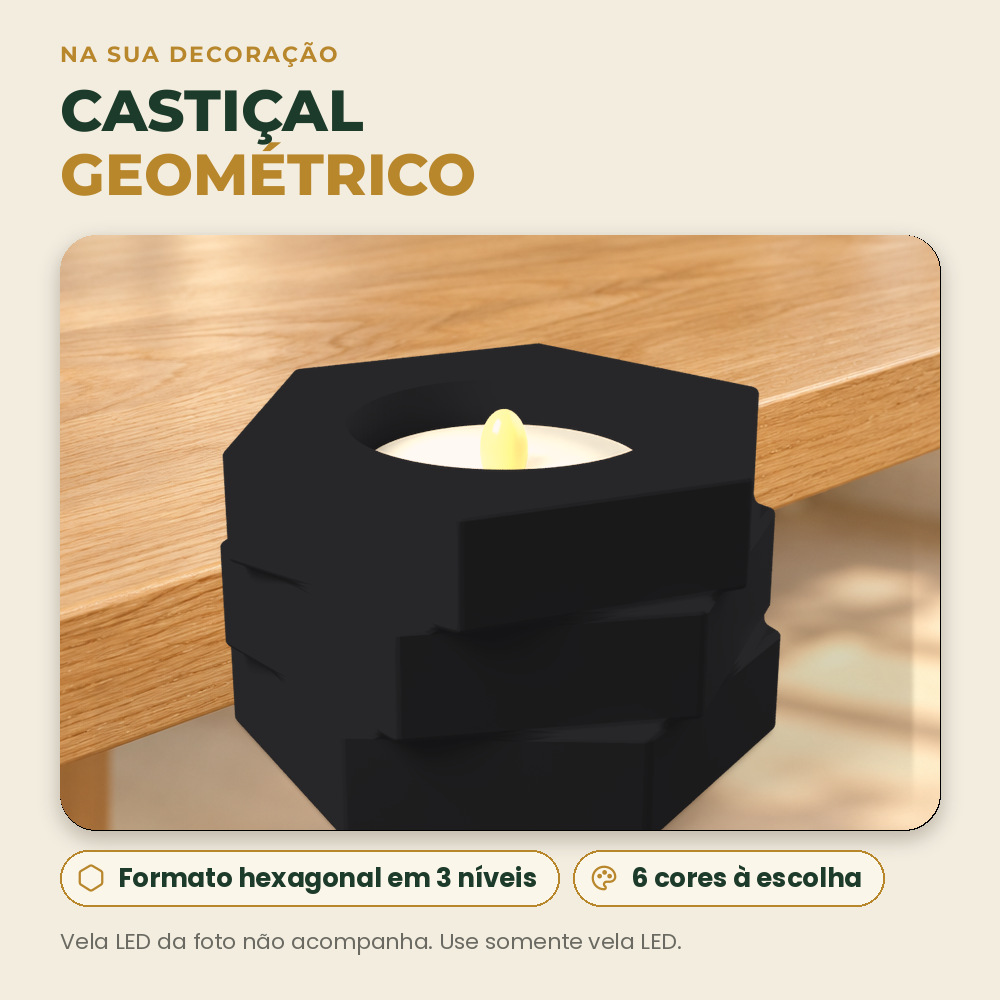 NA SUA DECORAÇÃO
CASTIÇAL
GEOMÉTRICO
Formato hexagonal em 3 níveis
6 cores à escolha
Vela LED da foto não acompanha. Use somente vela LED.